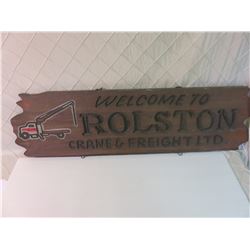 WELCOME TO
ROLSTON
CRANE & FREIGHT LTD.